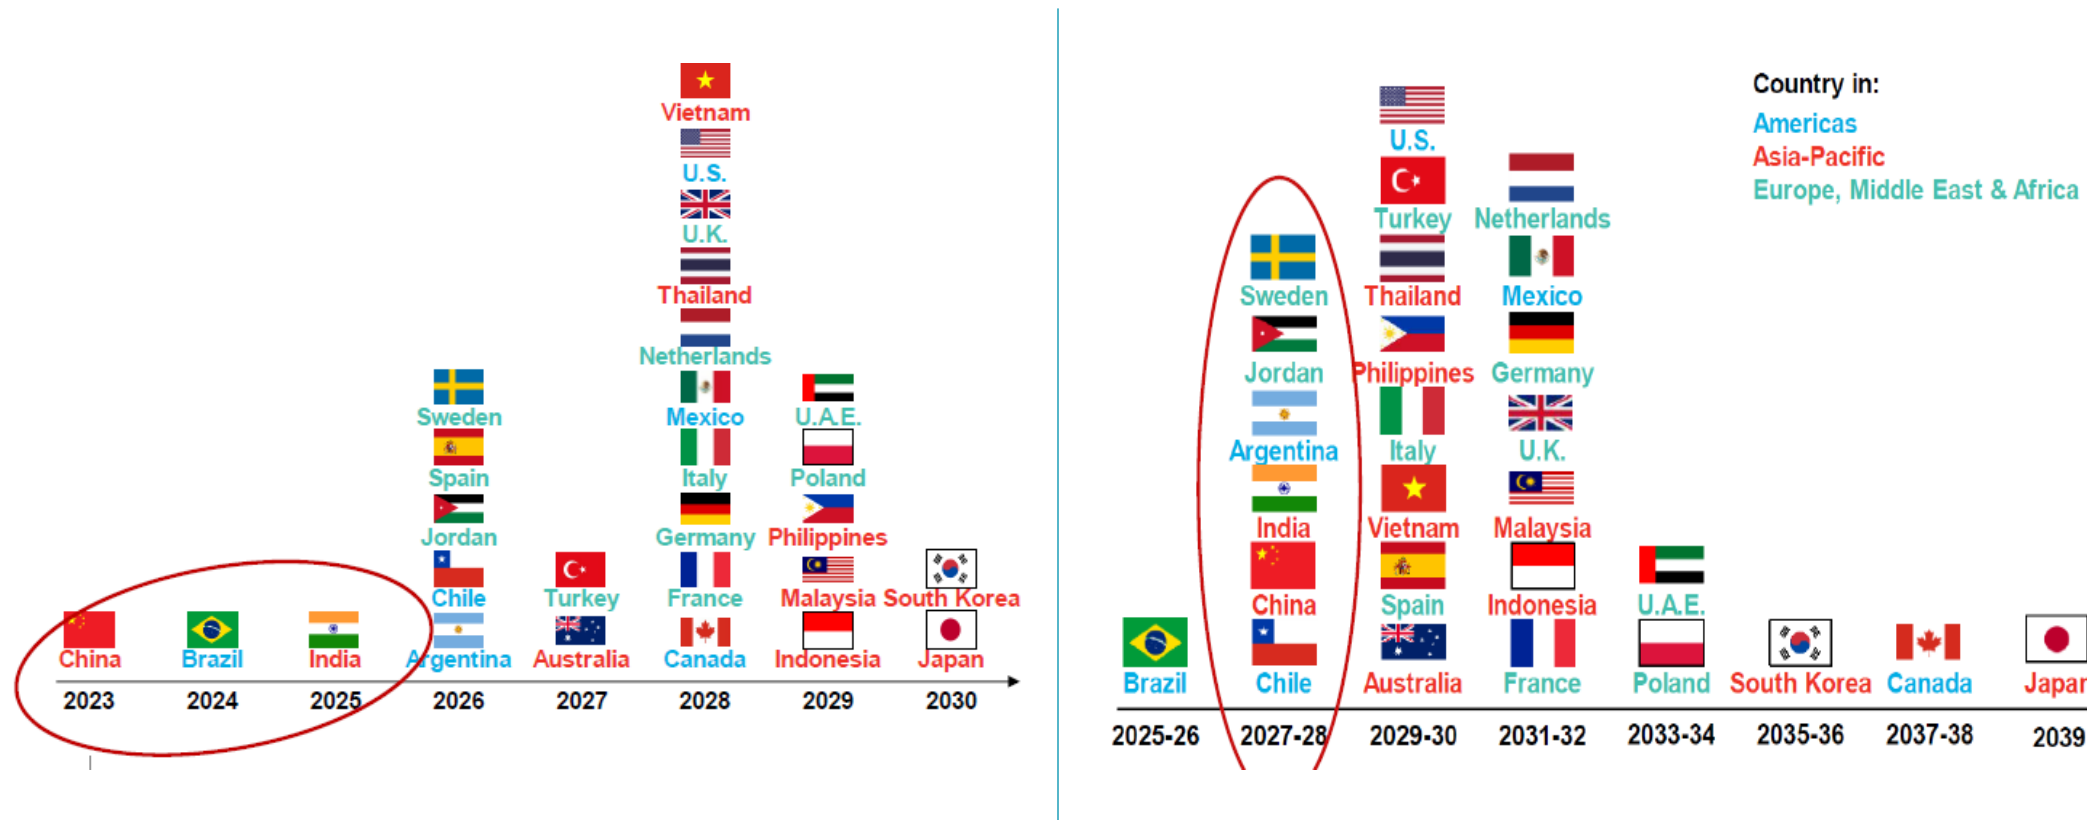 Vietnam
U.S.
U.K.
Thailand
Netherlands
Sweden
Mexico
U.A.E.
Spain
Italy
Poland
Jordan
Germany
Philippines
Chile
Turkey
France
Malaysia
South Korea
China
Brazil
India
Argentina
Australia
Canada
Indonesia
Japan
2023
2024
2025
2026
2027
2028
2029
2030
Country in:
Americas
Asia-Pacific
Europe, Middle East & Africa
U.S.
Turkey
Netherlands
Sweden
Thailand
Mexico
Jordan
Philippines
Germany
Argentina
Italy
U.K.
India
Vietnam
Malaysia
China
Spain
Indonesia
U.A.E.
Brazil
Chile
Australia
France
Poland
South Korea
Canada
Japan
2025-26
2027-28
2029-30
2031-32
2033-34
2035-36
2037-38
2039